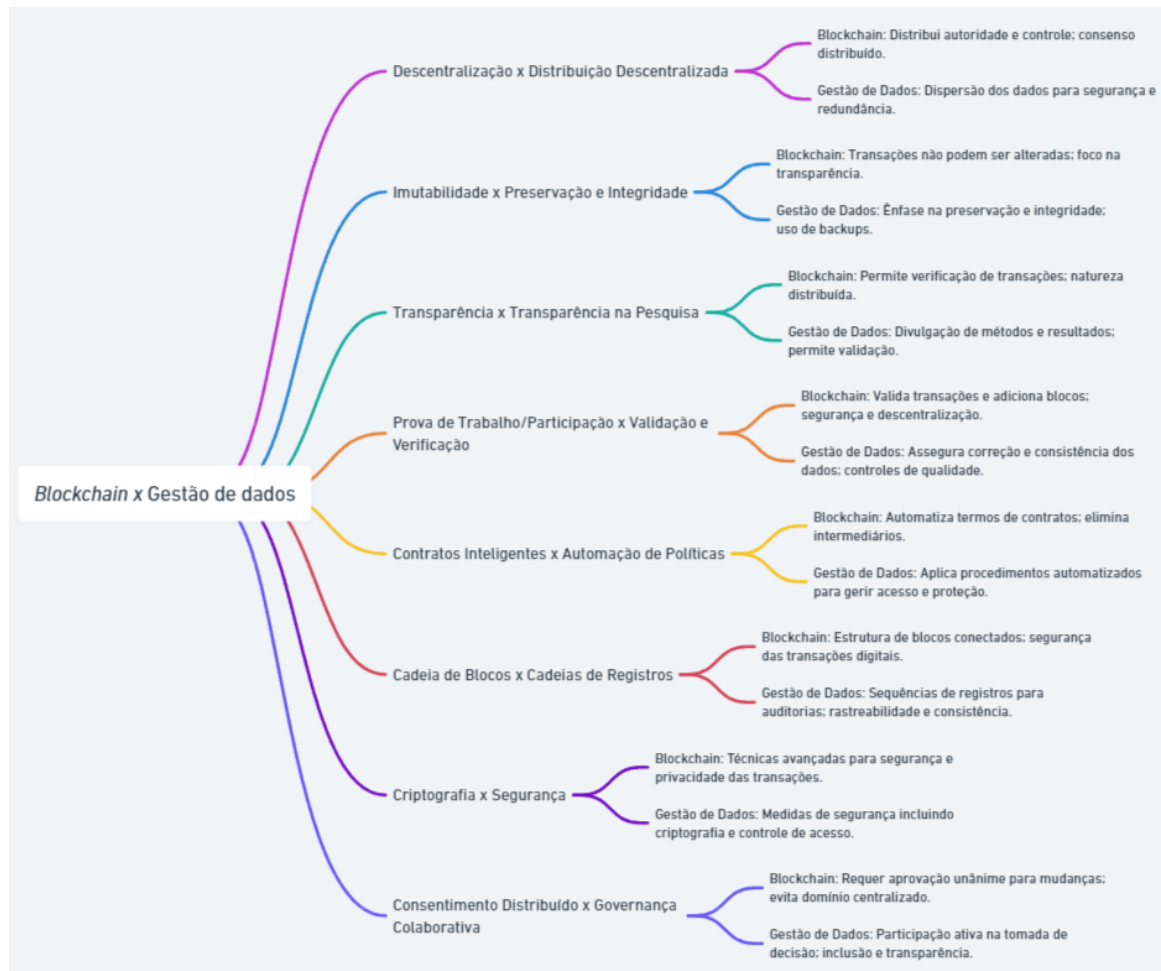 Blockchain: Distribui autoridade e controle; consenso
distribuído.
Descentralização x Distribuição Descentralizada
Gestão de Dados: Dispersão dos dados para segurança e
redundância.
Blockchain: Transações não podem ser alteradas; foco na
transparência.
Imutabilidade x Preservação e Integridade
Gestão de Dados: Ênfase na preservação e integridade;
uso de backups.
Blockchain: Permite verificação de transações; natureza
distribuída.
Transparência x Transparência na Pesquisa
Gestão de Dados: Divulgação de métodos e resultados;
permite validação.
Blockchain: Valida transações e adiciona blocos;
segurança e descentralização.
Prova de Trabalho/Participação x Validação e
Verificação
Gestão de Dados: Assegura correção e consistência dos
dados; controles de qualidade.
Blockchain x Gestão de dados
Blockchain: Automatiza termos de contratos; elimina
intermediários.
Contratos Inteligentes x Automação de Políticas
Gestão de Dados: Aplica procedimentos automatizados
para gerir acesso e proteção.
Blockchain: Estrutura de blocos conectados; segurança
das transações digitais.
Cadeia de Blocos x Cadeias de Registros
Gestão de Dados: Sequências de registros para
auditorias; rastreabilidade e consistência.
Blockchain: Técnicas avançadas para segurança e
privacidade das transações.
Criptografia x Segurança
Gestão de Dados: Medidas de segurança incluindo
criptografia e controle de acesso.
Blockchain: Requer aprovação unânime para mudanças;
evita domínio centralizado.
Consentimento Distribuído x Governança
Colaborativa
Gestão de Dados: Participação ativa na tomada de
decisão; inclusão e transparência.